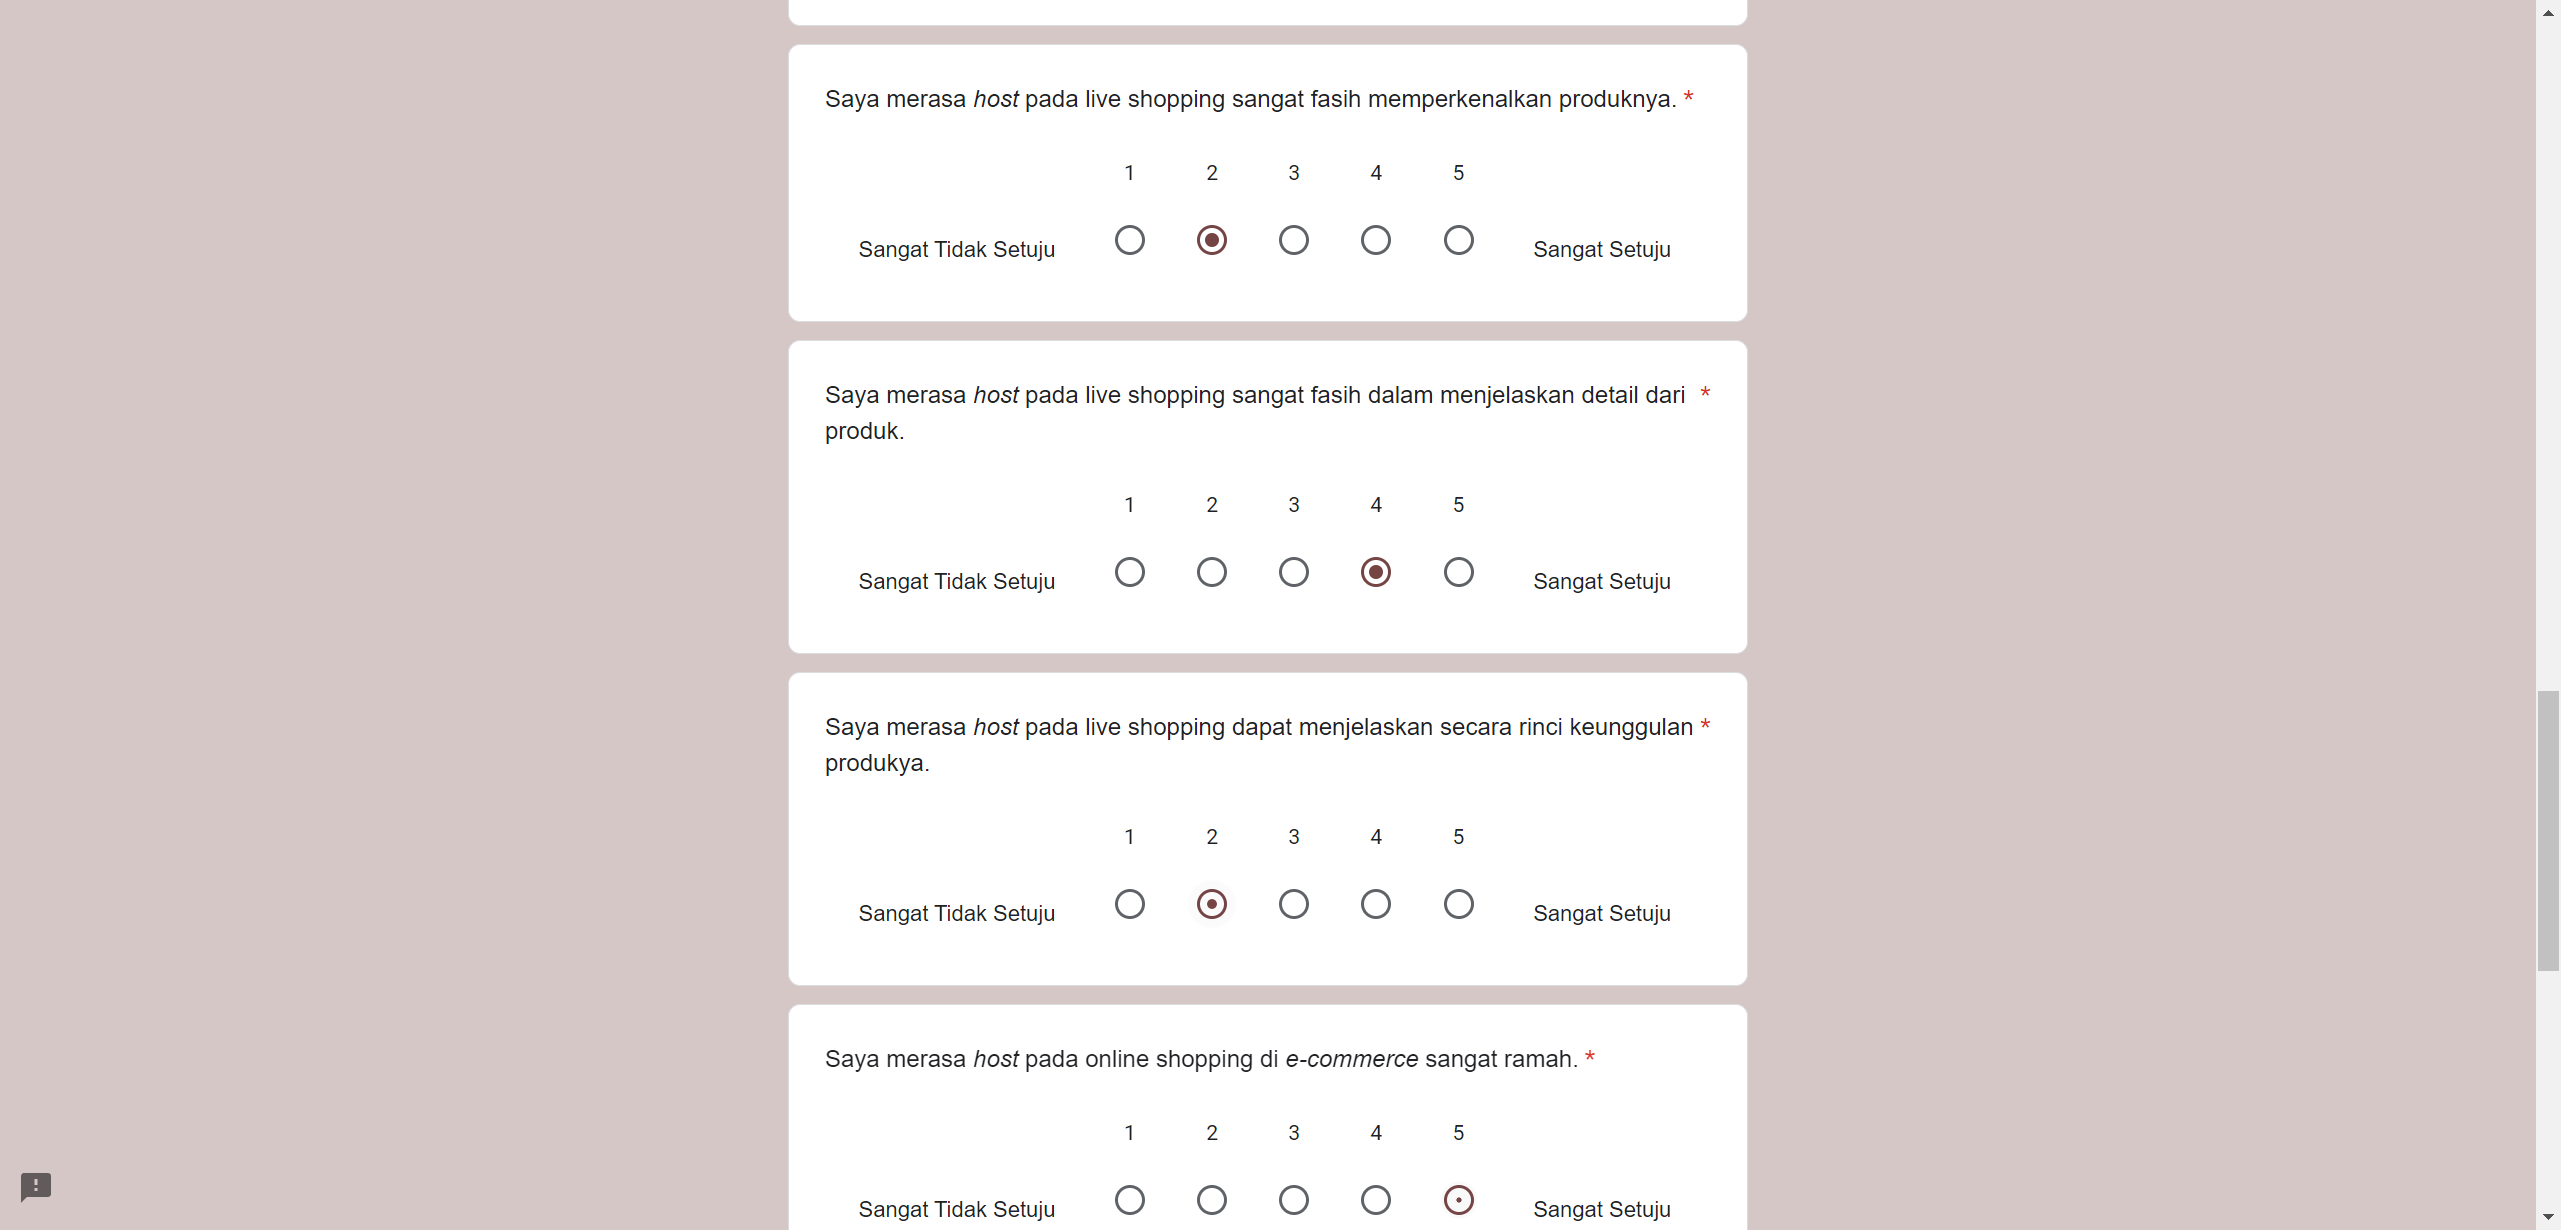 Saya merasa host pada live shopping sangat fasih memperkenalkan produknya. *
1 2 3 4 5
Sangat Tidak Setuju Sangat Setuju
Saya merasa host pada live shopping sangat fasih dalam menjelaskan detail dari *
produk.
1 2 3 4 5
Sangat Tidak Setuju Sangat Setuju
Saya merasa host pada live shopping dapat menjelaskan secara rinci keunggulan *
produkya.
1 2 3 4 5
Sangat Tidak Setuju Sangat Setuju
Saya merasa host pada online shopping di e-commerce sangat ramah. *
1 2 3 4 5
Sangat Tidak Setuju Sangat Setuju